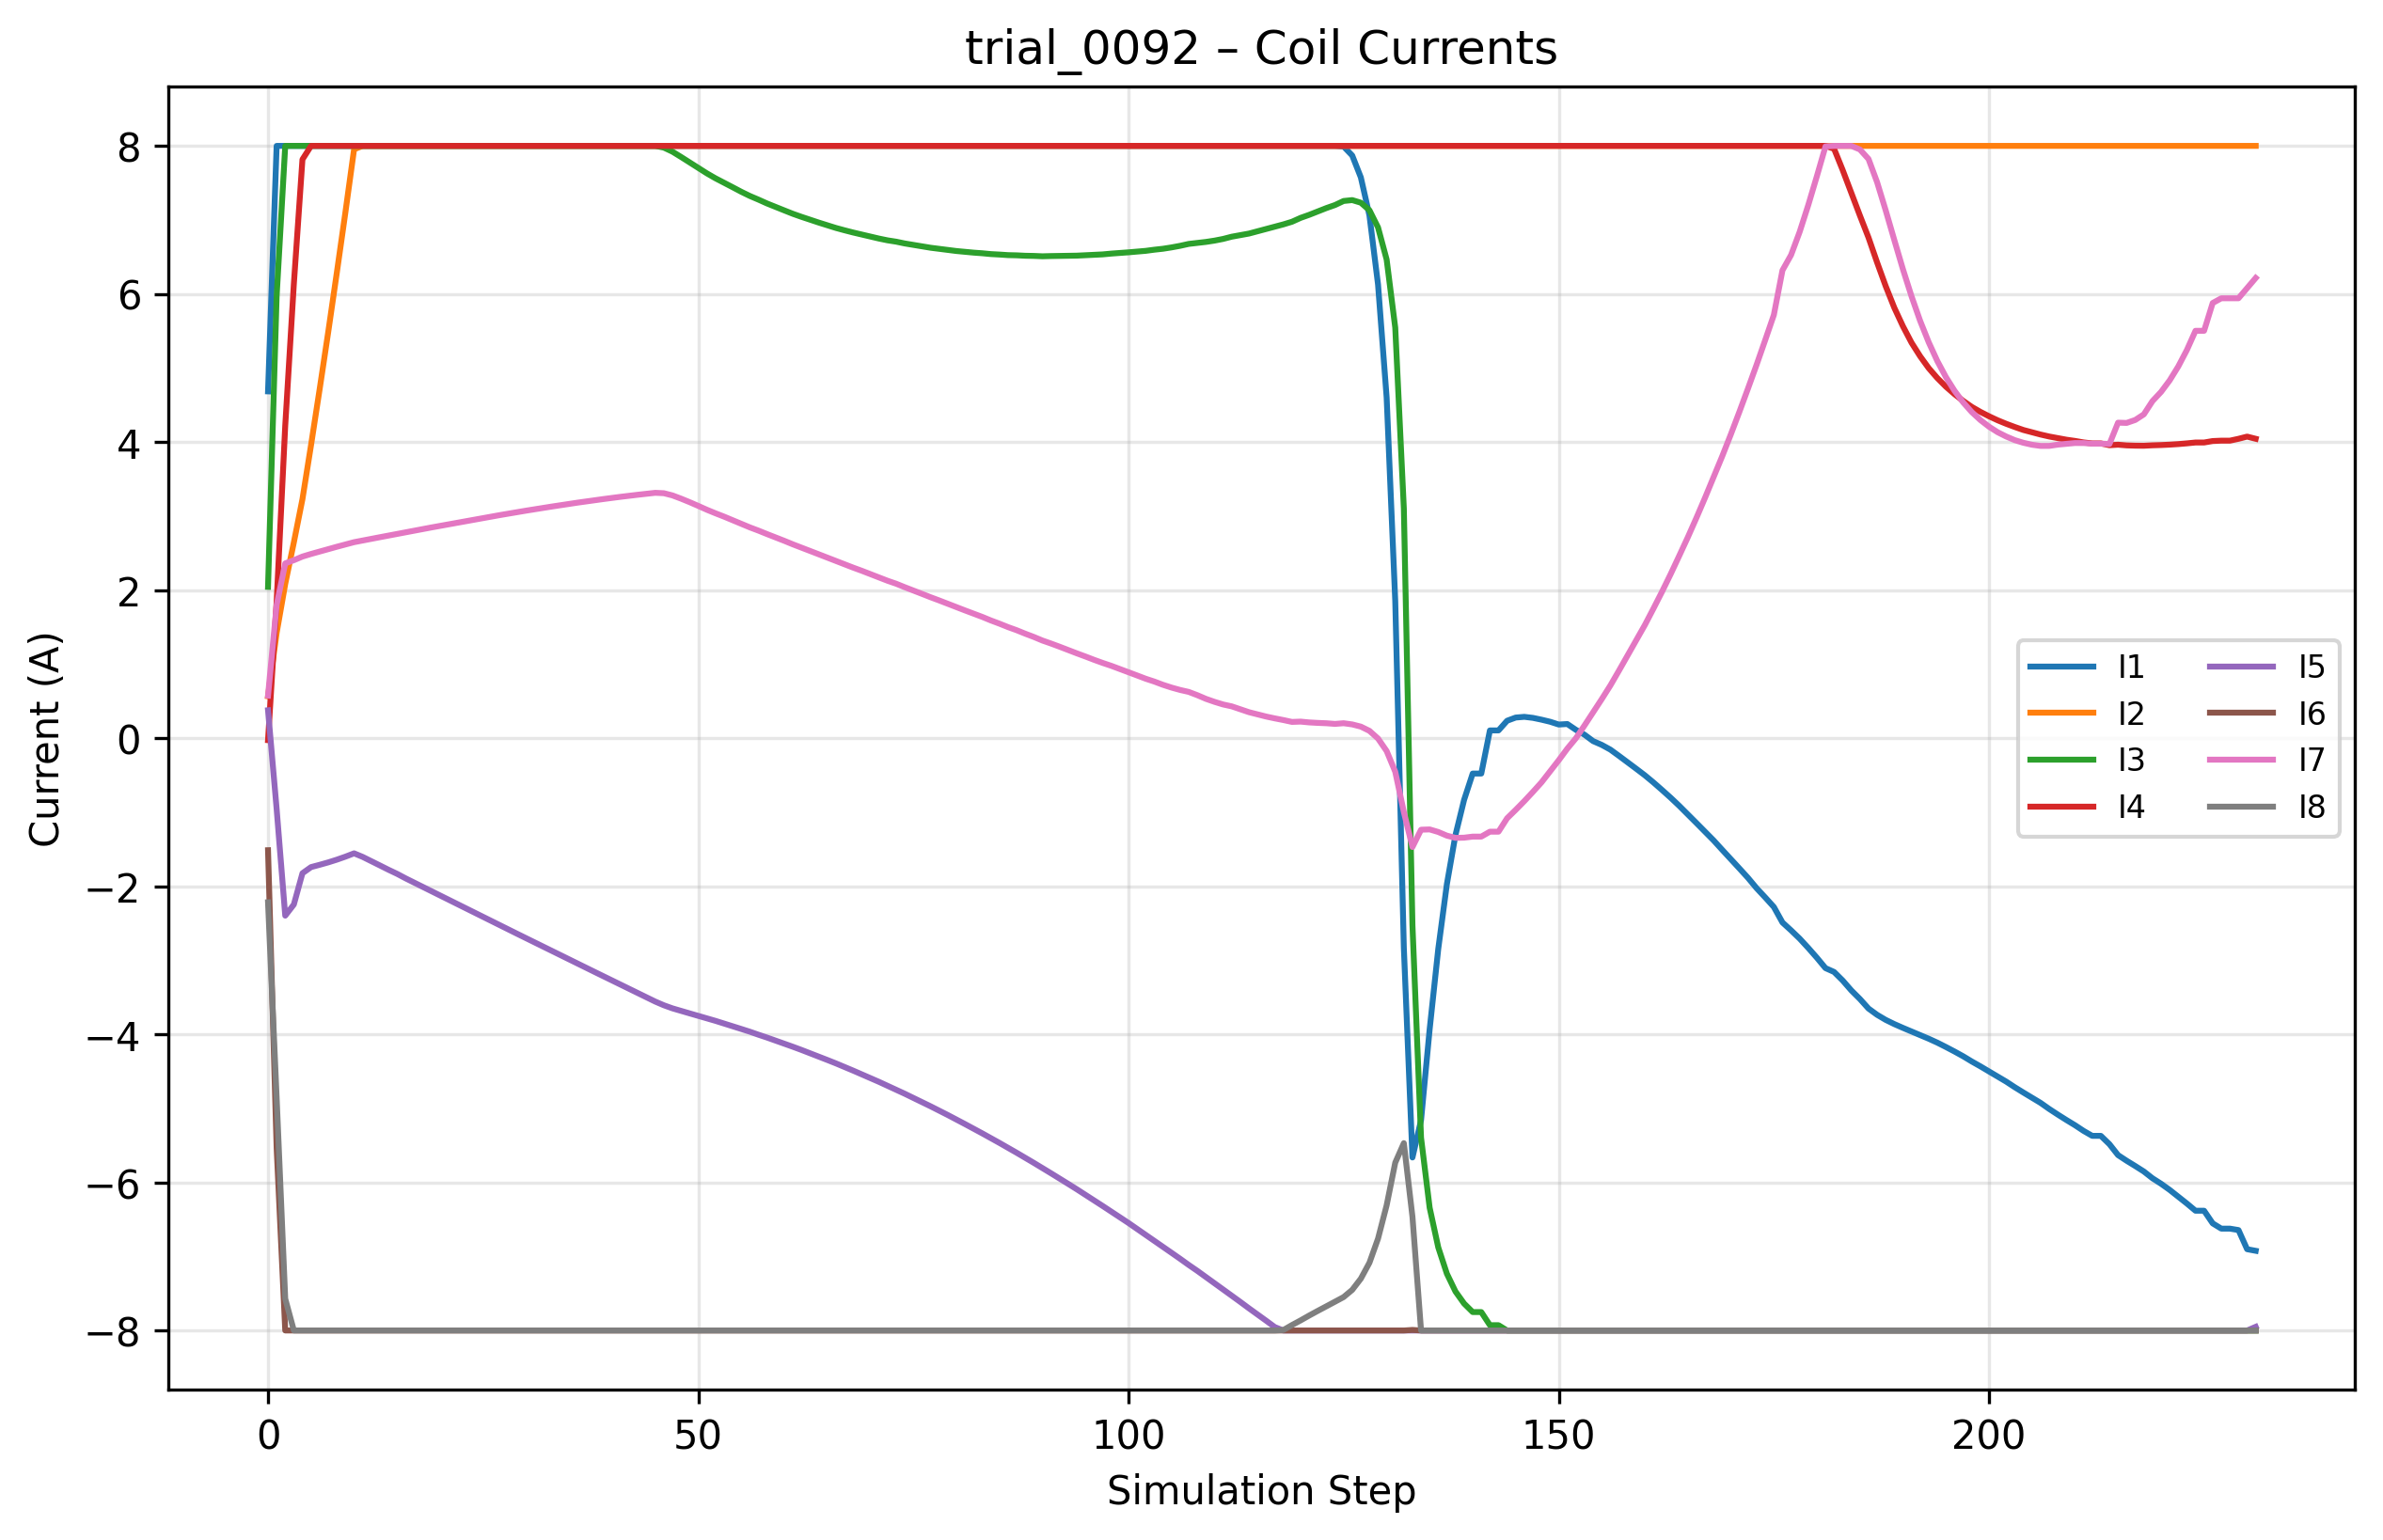 trial_0092 – Coil Currents
Current (A)
8
6
4
2
0
−2
−4
−6
−8
I1 I5
I2 I6
I3 I7
I4 I8
0 50 100 150 200
Simulation Step